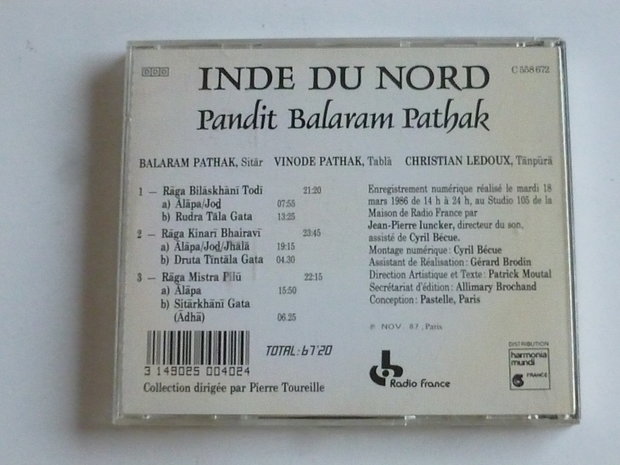 DDD
C 558672
INDE DU NORD
Pandit Balaram Pathak
BALARAM PATHAK, Sitār VINODE PATHAK, Tablā CHRISTIAN LEDOUX, Tānpūrā
1 – Rāga Bilāskhānī Todī 21:20
a) Ālāpa/Jod 07:55
b) Rudra Tāla Gata 13:25
2 – Rāga Kinarī Bhairavī 23:45
a) Ālāpa/Jod/Jhālā 19:15
b) Druta Tīntāla Gata 04.30
3 – Rāga Mistra Pīlū 22:15
a) Ālāpa 15:50
b) Sitārkhānī Gata
(Ādhā) 06.25
Enregistrement numérique réalisé le mardi 18
mars 1986 de 14 h à 24 h, au Studio 105 de la
Maison de Radio France par
Jean-Pierre Iuncker, directeur du son,
assisté de Cyril Bécue.
Montage numérique : Cyril Bécue
Assistant de Réalisation : Gérard Brodin
Direction Artistique et Texte : Patrick Moutal
Secrétariat d'édition : Allimary Brochand
Conception : Pastelle, Paris
℗ NOV. 87, Paris
TOTAL: 67'20
3 149025 004024
Collection dirigée par Pierre Toureille
Radio France
DISTRIBUTION
harmonia
mundi
FRANCE